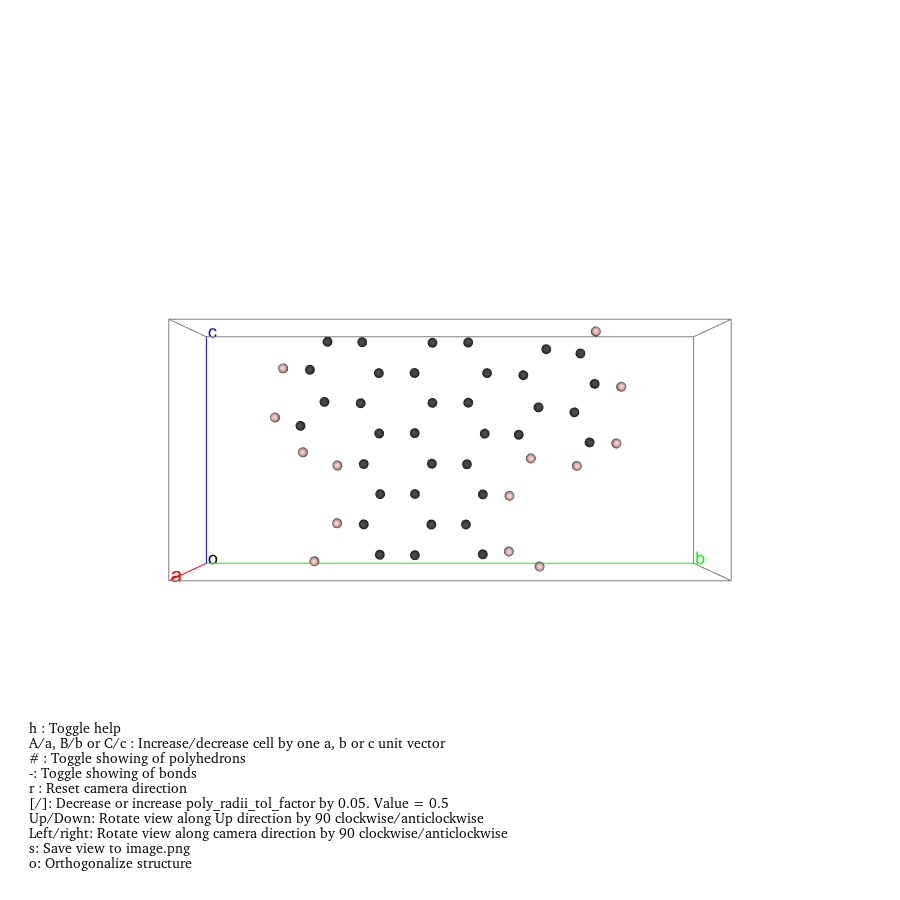 c
o
b
a
h : Toggle help
A/a, B/b or C/c : Increase/decrease cell by one a, b or c unit vector
# : Toggle showing of polyhedrons
-: Toggle showing of bonds
r : Reset camera direction
[/]: Decrease or increase poly_radii_tol_factor by 0.05. Value = 0.5
Up/Down: Rotate view along Up direction by 90 clockwise/anticlockwise
Left/right: Rotate view along camera direction by 90 clockwise/anticlockwise
s: Save view to image.png
o: Orthogonalize structure